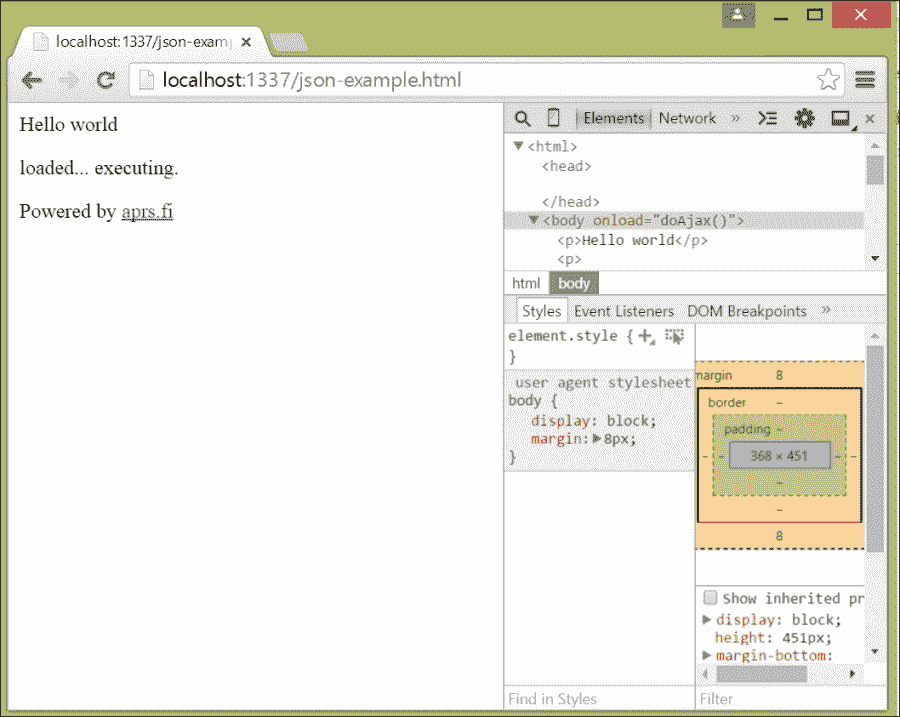 localhost:1337/json-exam
localhost:1337/json-example.html
Hello world
loaded... executing.
Powered by aprs.fi
Elements Network »
<html>
<head>
</head>
<body onload="doAjax()">
<p>Hello world</p>
<p>
html body
Styles Event Listeners DOM Breakpoints »
element.style {
}
user agent stylesheet
body {
display: block;
margin: 8px;
}
margin 8
border –
padding –
– – 368 × 451 – –
–
–
8
Show inherited pr
display: block;
height: 451px;
margin-bottom:
Find in Styles
Filter